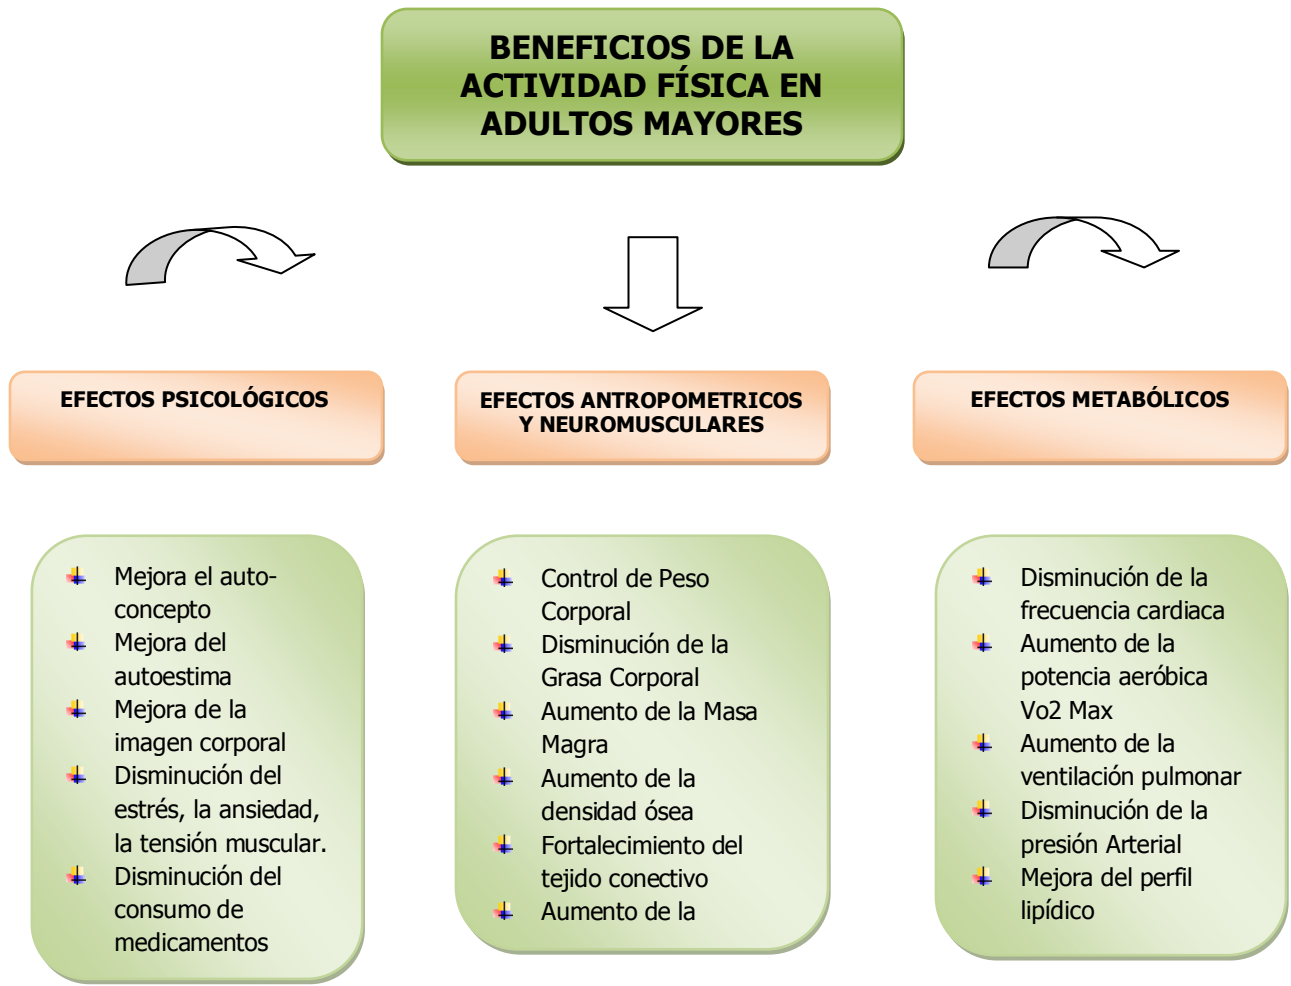 BENEFICIOS DE LA
ACTIVIDAD FÍSICA EN
ADULTOS MAYORES
EFECTOS PSICOLÓGICOS
Mejora el auto-
concepto
Mejora del
autoestima
Mejora de la
imagen corporal
Disminución del
estrés, la ansiedad,
la tensión muscular.
Disminución del
consumo de
medicamentos
EFECTOS ANTROPOMETRICOS
Y NEUROMUSCULARES
Control de Peso
Corporal
Disminución de la
Grasa Corporal
Aumento de la Masa
Magra
Aumento de la
densidad ósea
Fortalecimiento del
tejido conectivo
Aumento de la
EFECTOS METABÓLICOS
Disminución de la
frecuencia cardiaca
Aumento de la
potencia aeróbica
Vo2 Max
Aumento de la
ventilación pulmonar
Disminución de la
presión Arterial
Mejora del perfil
lipídico